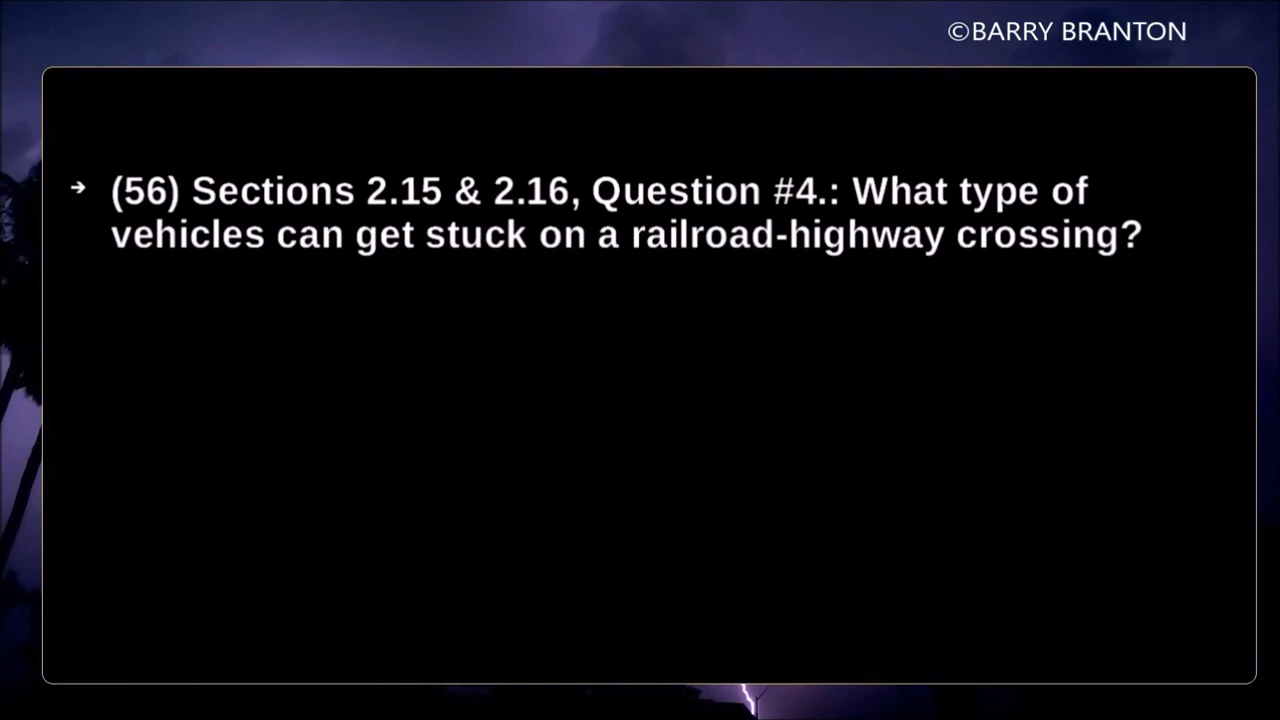 ©BARRY BRANTON
➔ (56) Sections 2.15 & 2.16, Question #4.: What type of
vehicles can get stuck on a railroad-highway crossing?